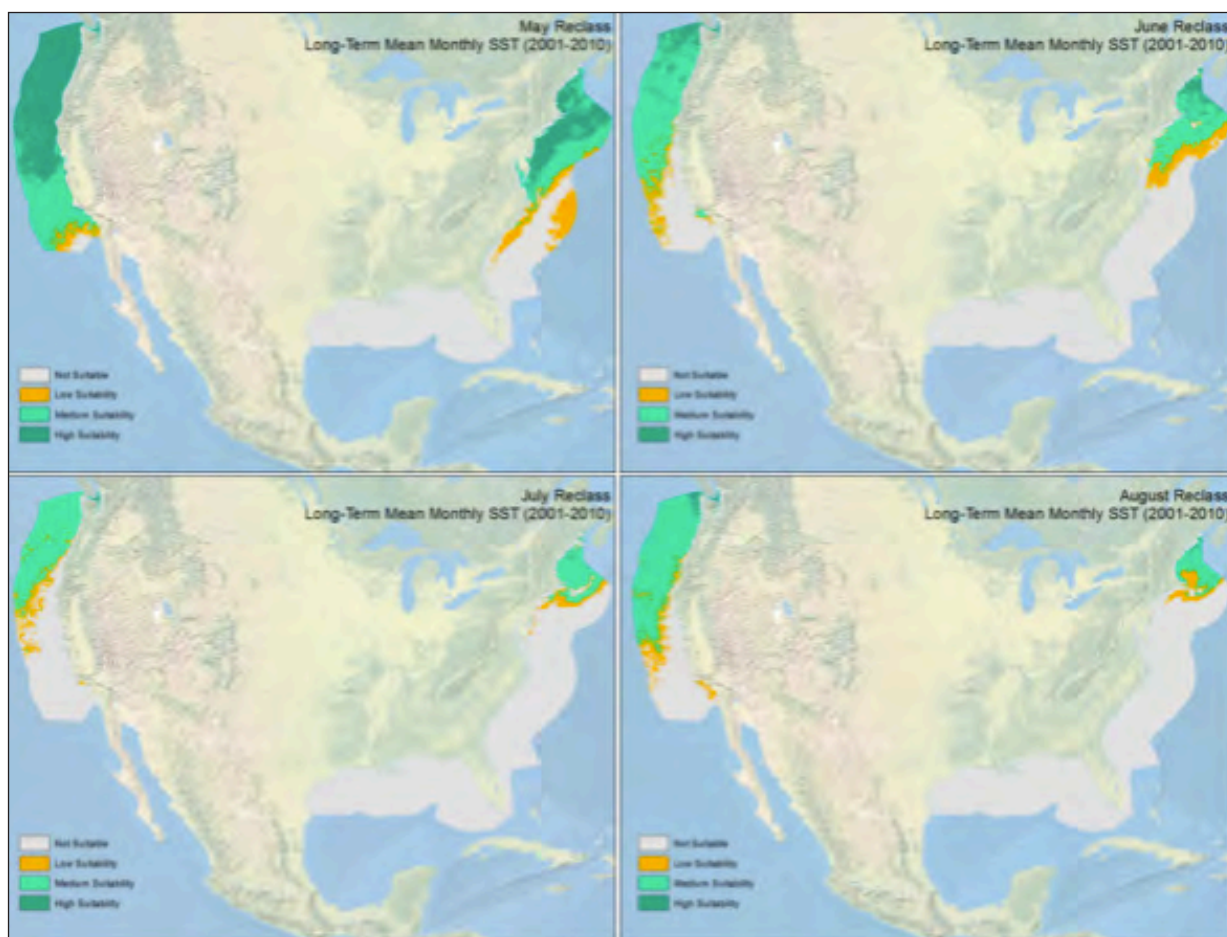 May Reclass
Long-Term Mean Monthly SST (2001-2010)
Not Suitable
Low Suitability
Medium Suitability
High Suitability
June Reclass
Long-Term Mean Monthly SST (2001-2010)
Not Suitable
Low Suitability
Medium Suitability
High Suitability
July Reclass
Long-Term Mean Monthly SST (2001-2010)
Not Suitable
Low Suitability
Medium Suitability
High Suitability
August Reclass
Long-Term Mean Monthly SST (2001-2010)
Not Suitable
Low Suitability
Medium Suitability
High Suitability